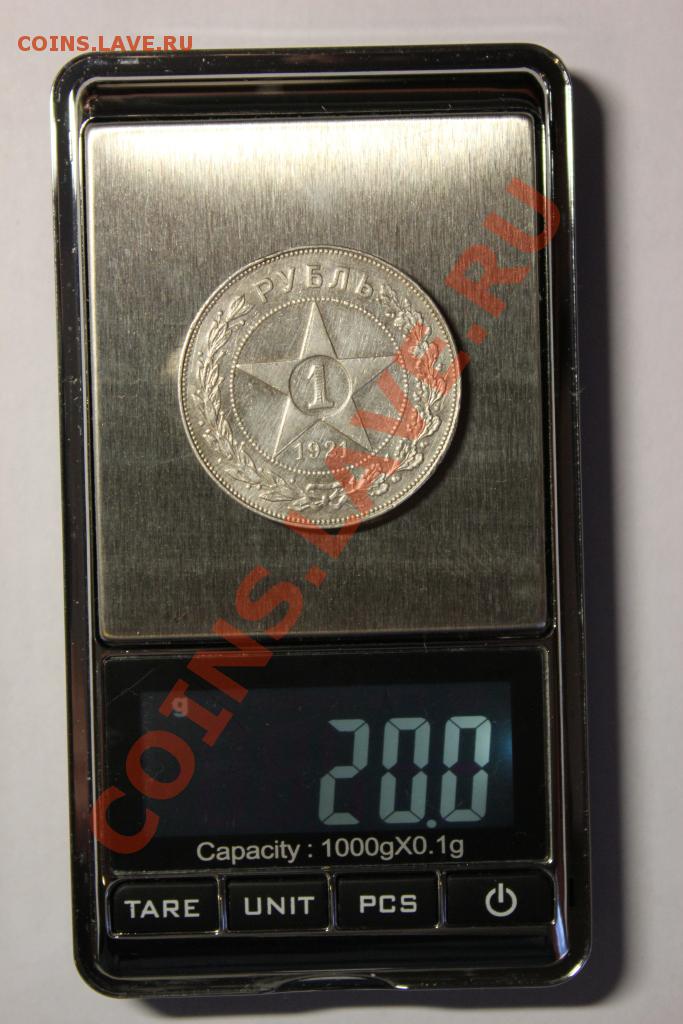 COINS.LAVE.RU
РУБЛЬ
1
1921
COINS.LAVE.RU
g
20.0
Capacity : 1000gX0.1g
TARE UNIT PCS